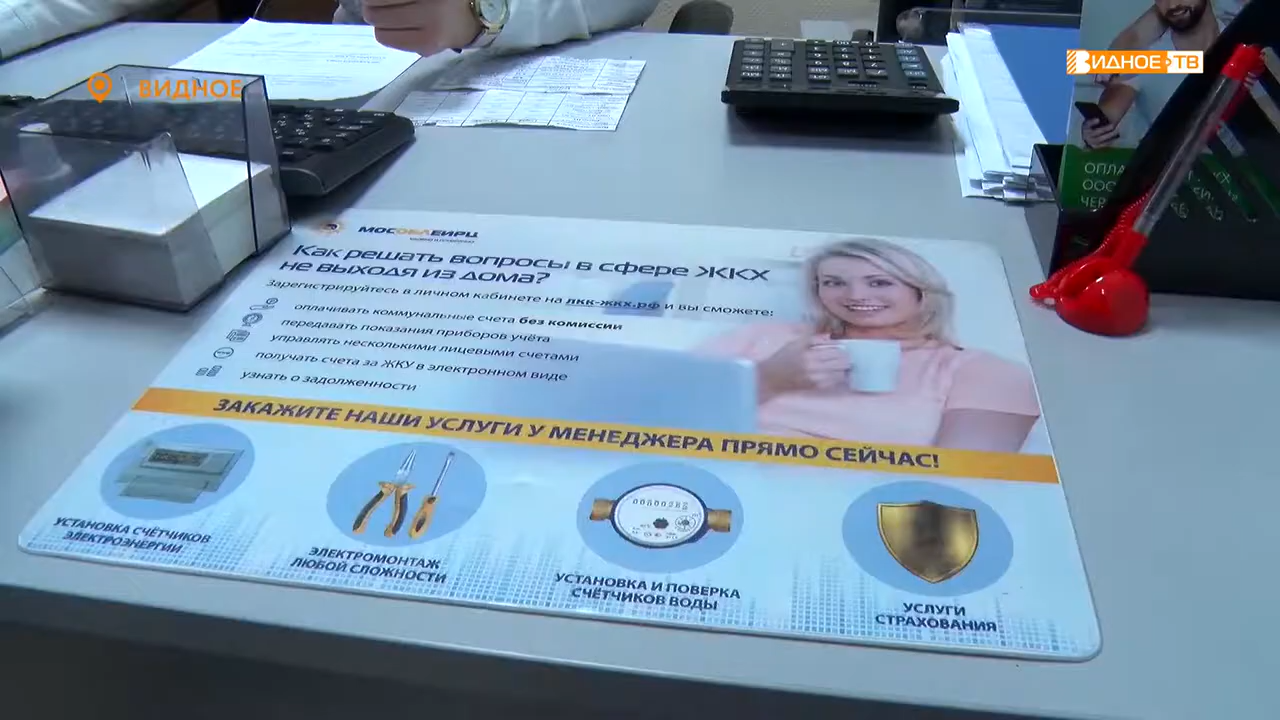 ВИДНОЕ
ВИДНОЕ ТВ
МОСОБЛЕИРЦ
Как решать вопросы в сфере ЖКХ
не выходя из дома?
Зарегистрируйтесь в личном кабинете на лкк-жкх.рф и вы сможете:
оплачивать коммунальные счета без комиссии
передавать показания приборов учёта
управлять несколькими лицевыми счетами
получать счета за ЖКУ в электронном виде
узнать о задолженности
ЗАКАЖИТЕ НАШИ УСЛУГИ У МЕНЕДЖЕРА ПРЯМО СЕЙЧАС!
УСТАНОВКА СЧЁТЧИКОВ
ЭЛЕКТРОЭНЕРГИИ
ЭЛЕКТРОМОНТАЖ
ЛЮБОЙ СЛОЖНОСТИ
УСТАНОВКА И ПОВЕРКА
СЧЁТЧИКОВ ВОДЫ
УСЛУГИ
СТРАХОВАНИЯ